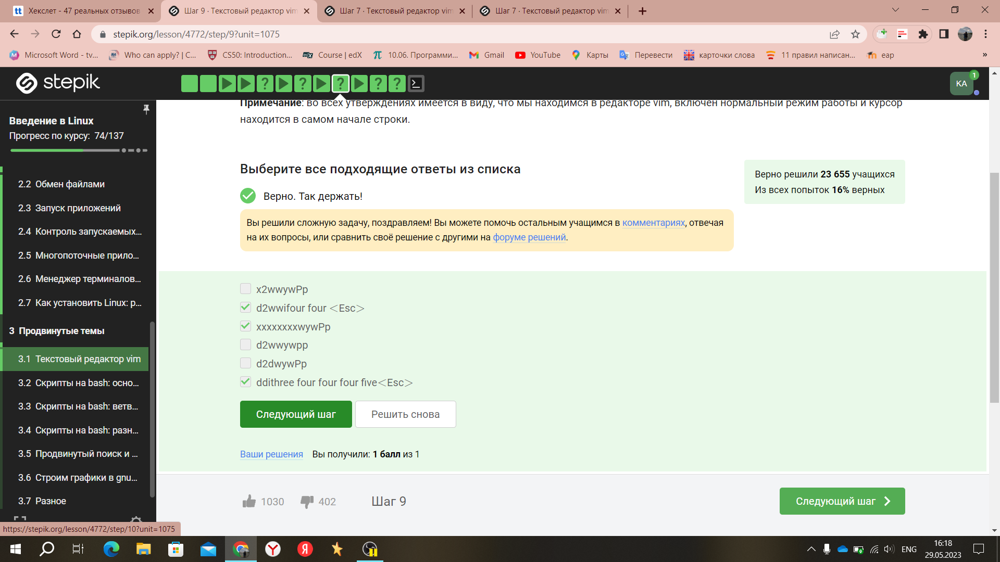 Хекслет - 47 реальных отзывов
Шаг 9 · Текстовый редактор vim
Шаг 7 · Текстовый редактор vim
Шаг 7 · Текстовый редактор vim
stepik.org/lesson/4772/step/9?unit=1075
Microsoft Word - tv...
Who can apply? | C...
CS50: Introduction...
Course | edX
10.06. Программи...
Gmail
YouTube
Карты
Перевести
карточки слова
11 правил написан...
eap
»
stepik
KA
1
Введение в Linux
Прогресс по курсу: 74/137
2.2 Обмен файлами
2.3 Запуск приложений
2.4 Контроль запускаемых...
2.5 Многопоточные прило...
2.6 Менеджер терминалов...
2.7 Как установить Linux: р...
3 Продвинутые темы
3.1 Текстовый редактор vim
3.2 Скрипты на bash: осно...
3.3 Скрипты на bash: ветв...
3.4 Скрипты на bash: разн...
3.5 Продвинутый поиск и ...
3.6 Строим графики в gnu...
3.7 Разное
Примечание: во всех утверждениях имеется в виду, что мы находимся в редакторе vim, включен нормальный режим работы и курсор
находится в самом начале строки.
Выберите все подходящие ответы из списка
Верно. Так держать!
Верно решили 23 655 учащихся
Из всех попыток 16% верных
Вы решили сложную задачу, поздравляем! Вы можете помочь остальным учащимся в комментариях, отвечая
на их вопросы, или сравнить своё решение с другими на форуме решений.
x2wwywPp
d2wwifour four <Esc>
xxxxxxxxwywPp
d2wwywpp
d2dwywPp
ddithree four four four five<Esc>
Следующий шаг
Решить снова
Ваши решения Вы получили: 1 балл из 1
1030
402
Шаг 9
Следующий шаг
https://stepik.org/lesson/4772/step/10?unit=1075
ENG
16:18
29.05.2023